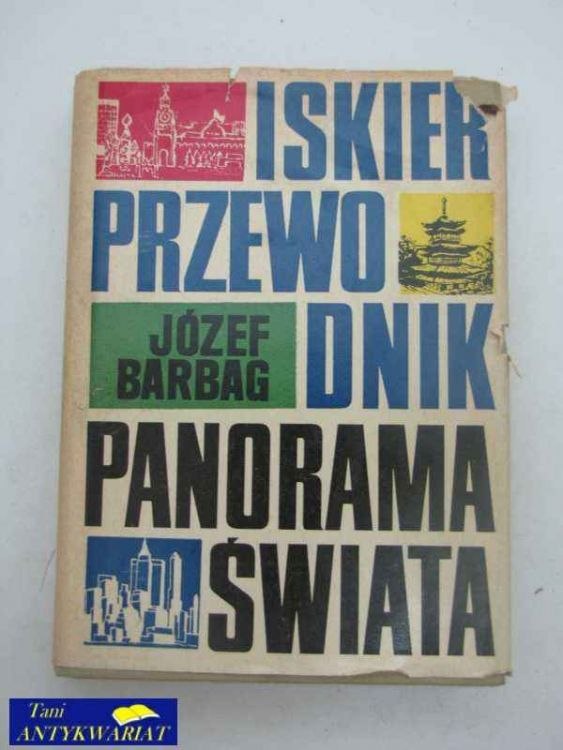 ISKIER
PRZEWO
JÓZEF
BARBAG
DNIK
PANORAMA
ŚWIATA
Tani
ANTYKWARIAT